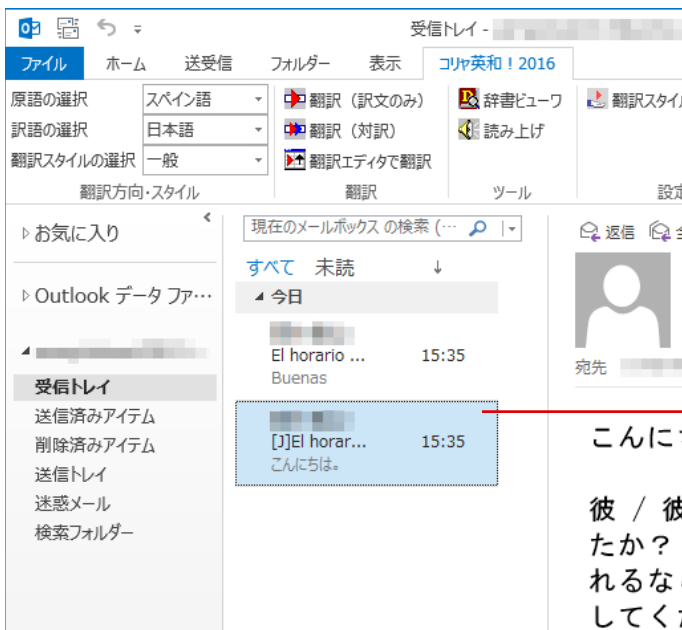 受信トレイ -
ファイル ホーム 送受信 フォルダー 表示 コリャ英和！2016
原語の選択 スペイン語 翻訳（訳文のみ） 辞書ビューワ 翻訳スタイ
訳語の選択 日本語 翻訳（対訳） 読み上げ
翻訳スタイルの選択 一般 翻訳エディタで翻訳
翻訳方向・スタイル 翻訳 ツール 設定
お気に入り
現在のメールボックス の検索 (…
返信
すべて 未読 ↓
Outlook データ ファ…
今日
El horario ... 15:35
Buenas
宛先
受信トレイ
送信済みアイテム
削除済みアイテム
送信トレイ
迷惑メール
検索フォルダー
[J]El horar... 15:35
こんにちは。
こんに
彼 / 彼
たか？
れるな
してく